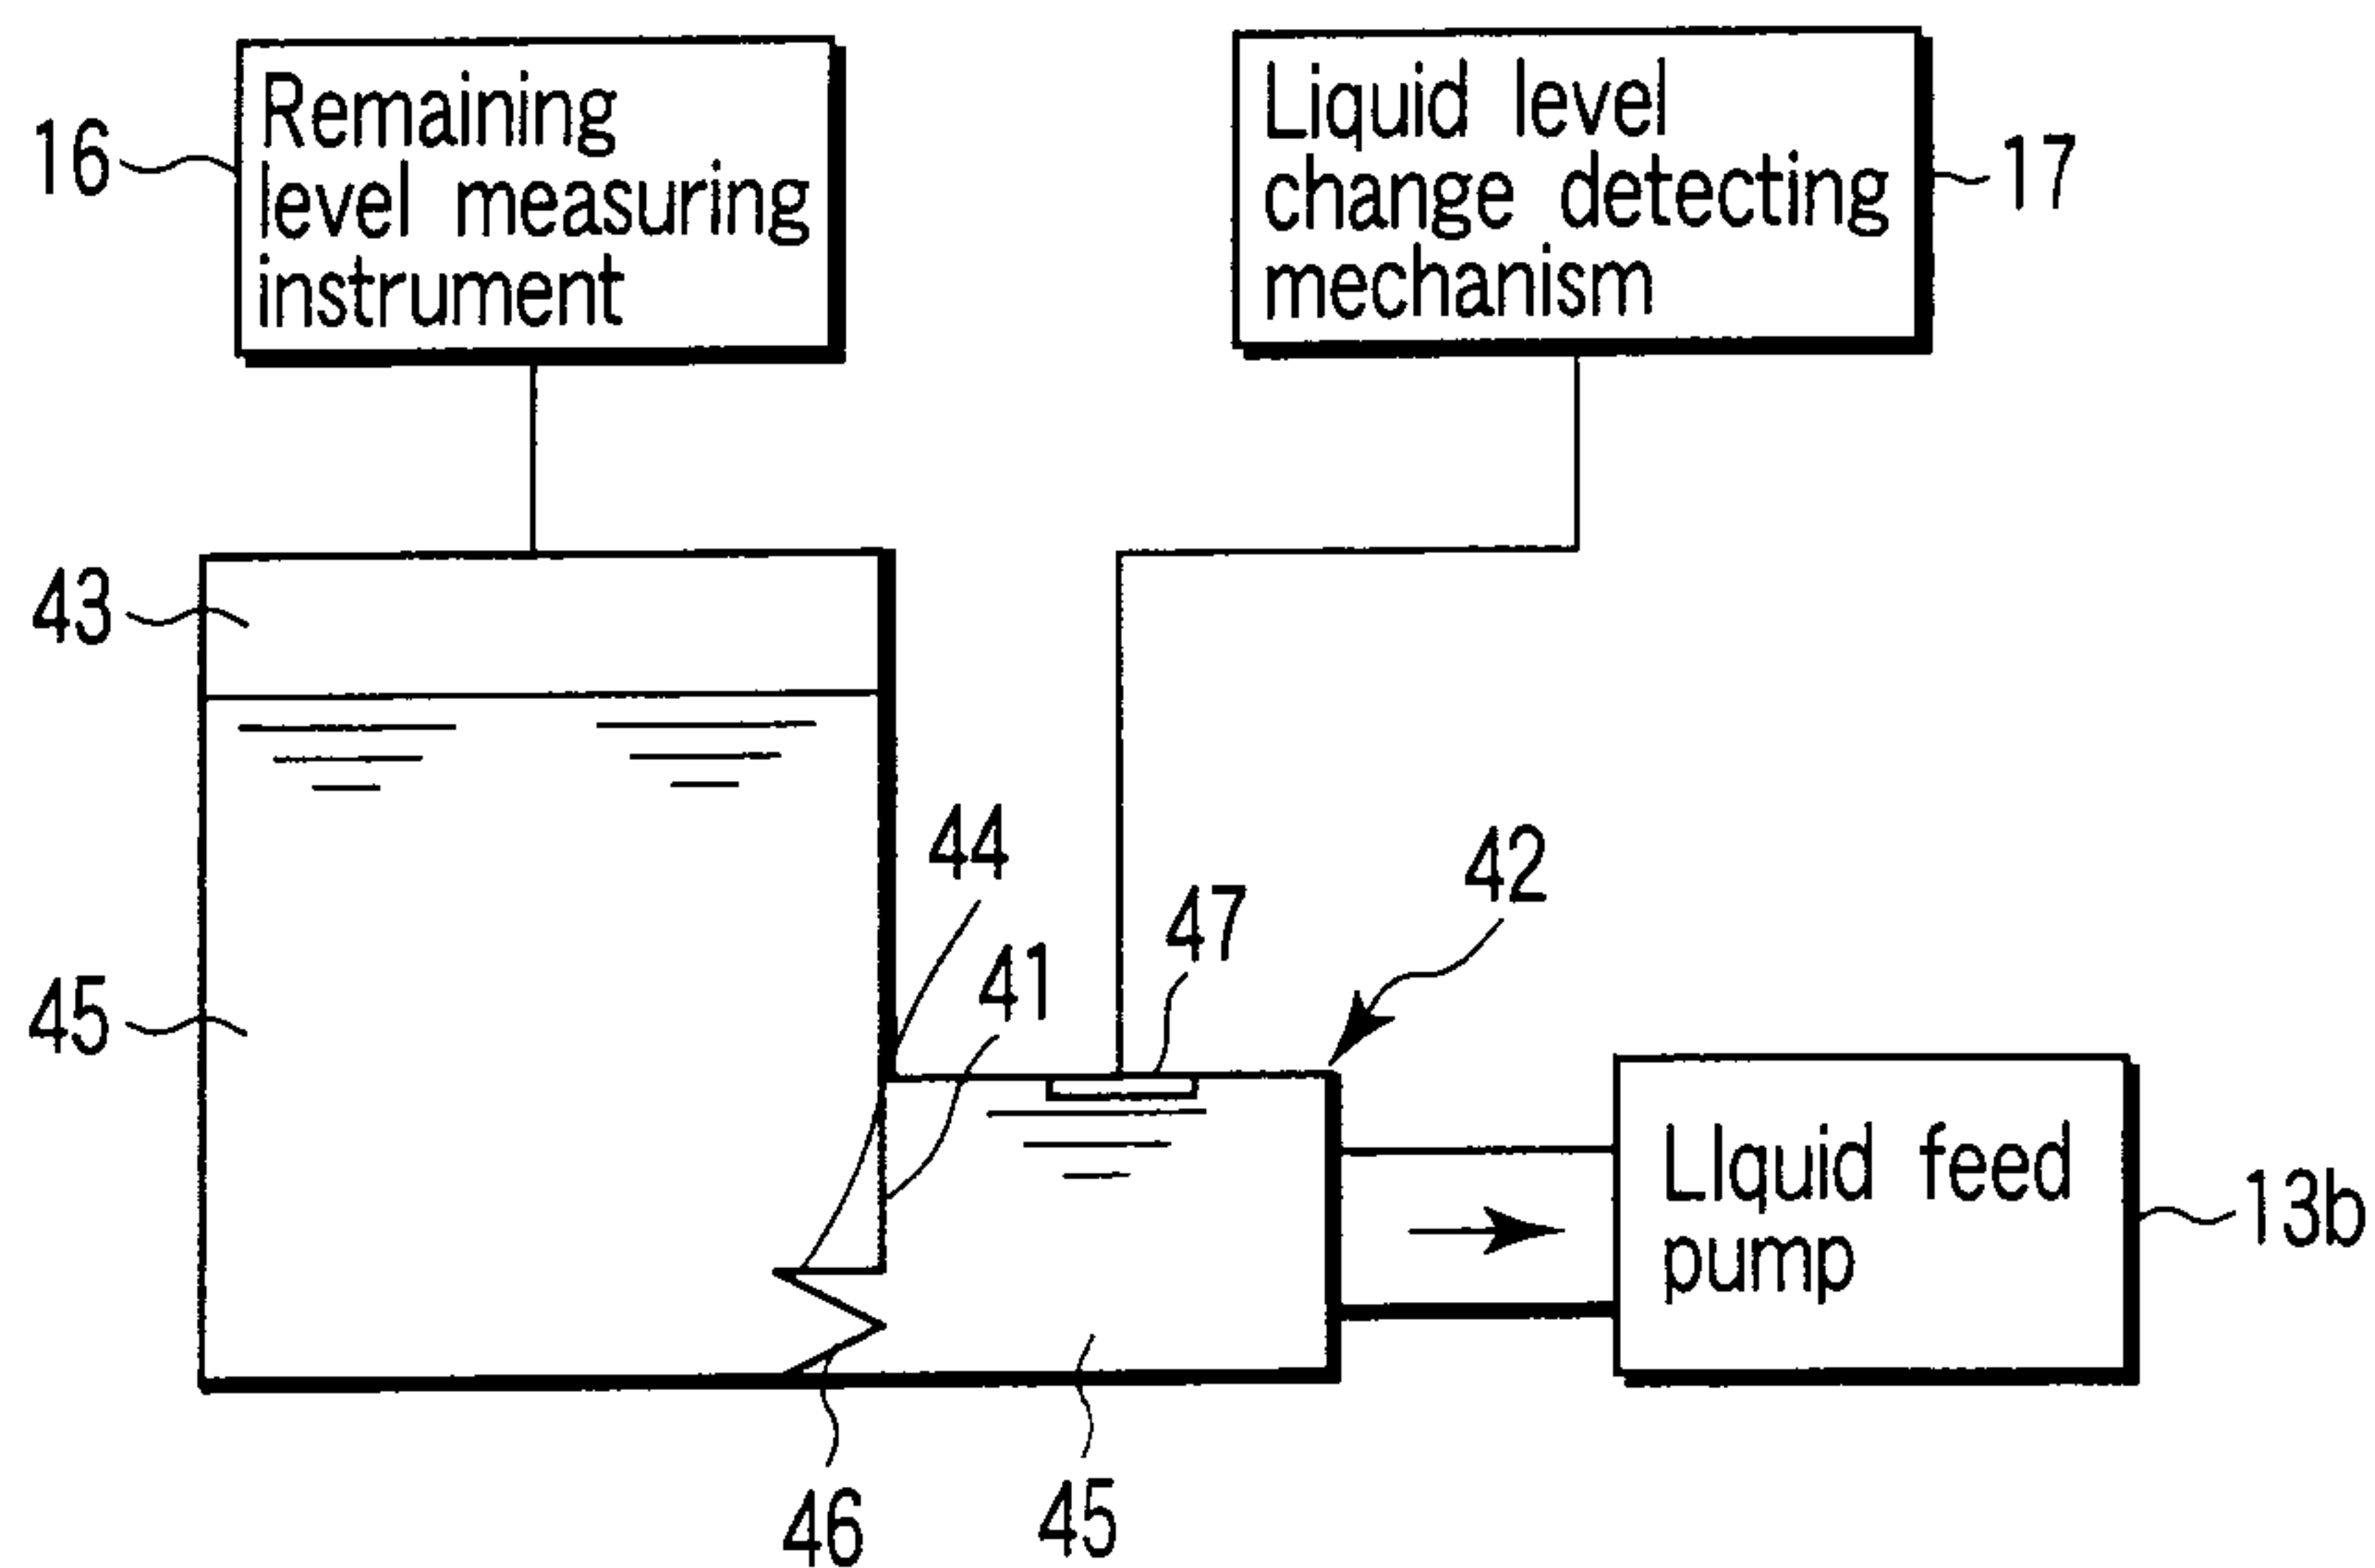 Remaining
level measuring
instrument
16
Liquid level
change detecting
mechanism
17
43
45
44
41
47
42
LIquid feed
pump
13b
46
45